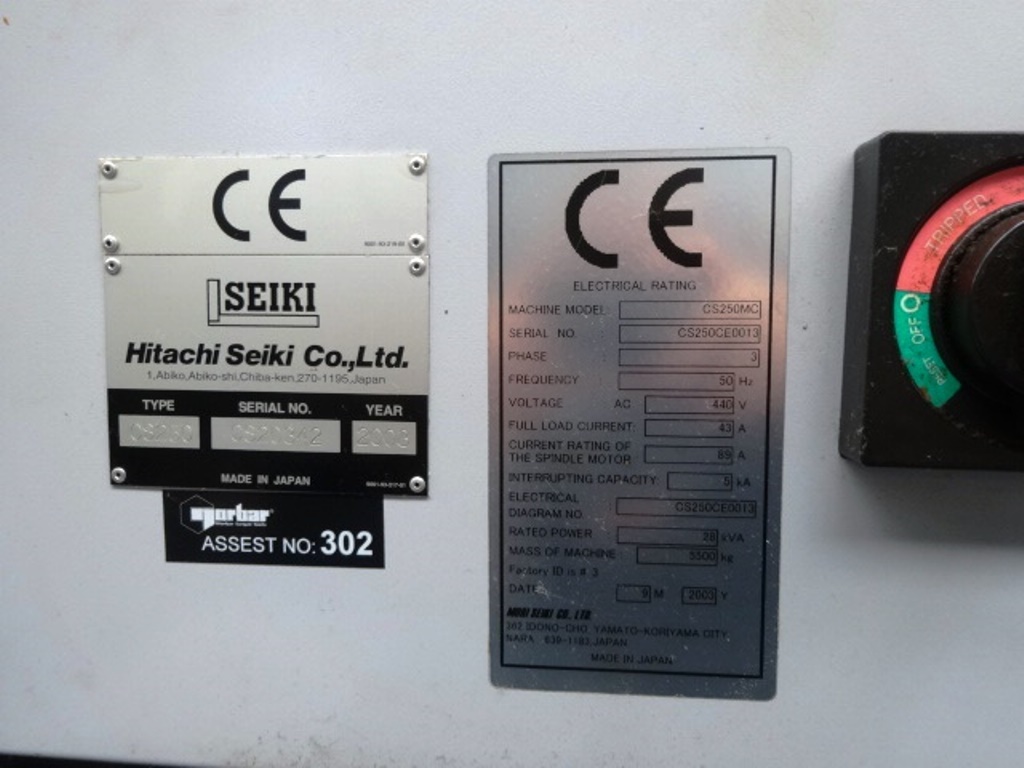 CE
SEIKI
Hitachi Seiki Co.,Ltd.
1,Abiko,Abiko-shi,Chiba-ken,270-1195,Japan
TYPE SERIAL NO. YEAR
CS250 CS20342 2003
MADE IN JAPAN
norbar
ASSEST NO: 302
CE
ELECTRICAL RATING
MACHINE MODEL: CS250MC
SERIAL NO. : CS250CE0013
PHASE : 3
FREQUENCY 50 Hz
VOLTAGE AC 440 V
FULL LOAD CURRENT: 43 A
CURRENT RATING OF
THE SPINDLE MOTOR 89 A
INTERRUPTING CAPACITY 5 kA
ELECTRICAL
DIAGRAM NO. CS250CE0013
RATED POWER 28 kVA
MASS OF MACHINE 5500 kg
Factory ID is # 3
DATE 9 M 2003 Y
MORI SEIKI CO., LTD.
362 IDONO-CHO, YAMATO-KORIYAMA CITY,
NARA 639-1183,JAPAN
MADE IN JAPAN
TRIPPED
OFF O